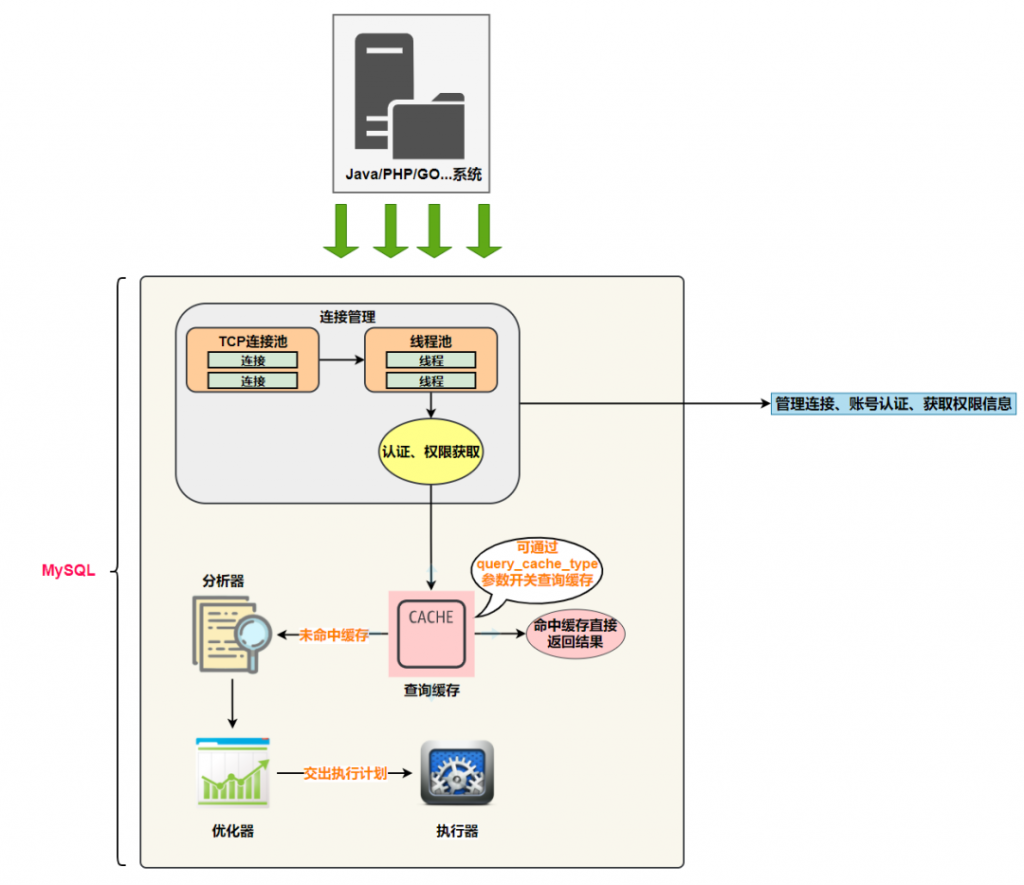 Java/PHP/GO...系统
连接管理
TCP连接池
连接
连接
线程池
线程
线程
认证、权限获取
管理连接、账号认证、获取权限信息
MySQL
可通过
query_cache_type
参数开关查询缓存
分析器
未命中缓存
CACHE
查询缓存
命中缓存直接
返回结果
交出执行计划
优化器
执行器